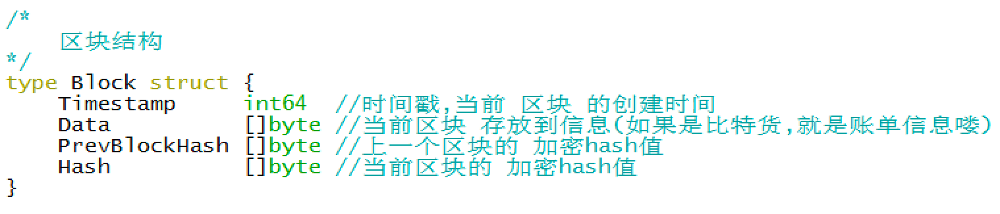 /*
    区块结构
*/
type Block struct {
    Timestamp     int64  //时间戳,当前 区块 的创建时间
    Data          []byte //当前区块 存放到信息(如果是比特货,就是账单信息喽)
    PrevBlockHash []byte //上一个区块的 加密hash值
    Hash          []byte //当前区块的 加密hash值
}